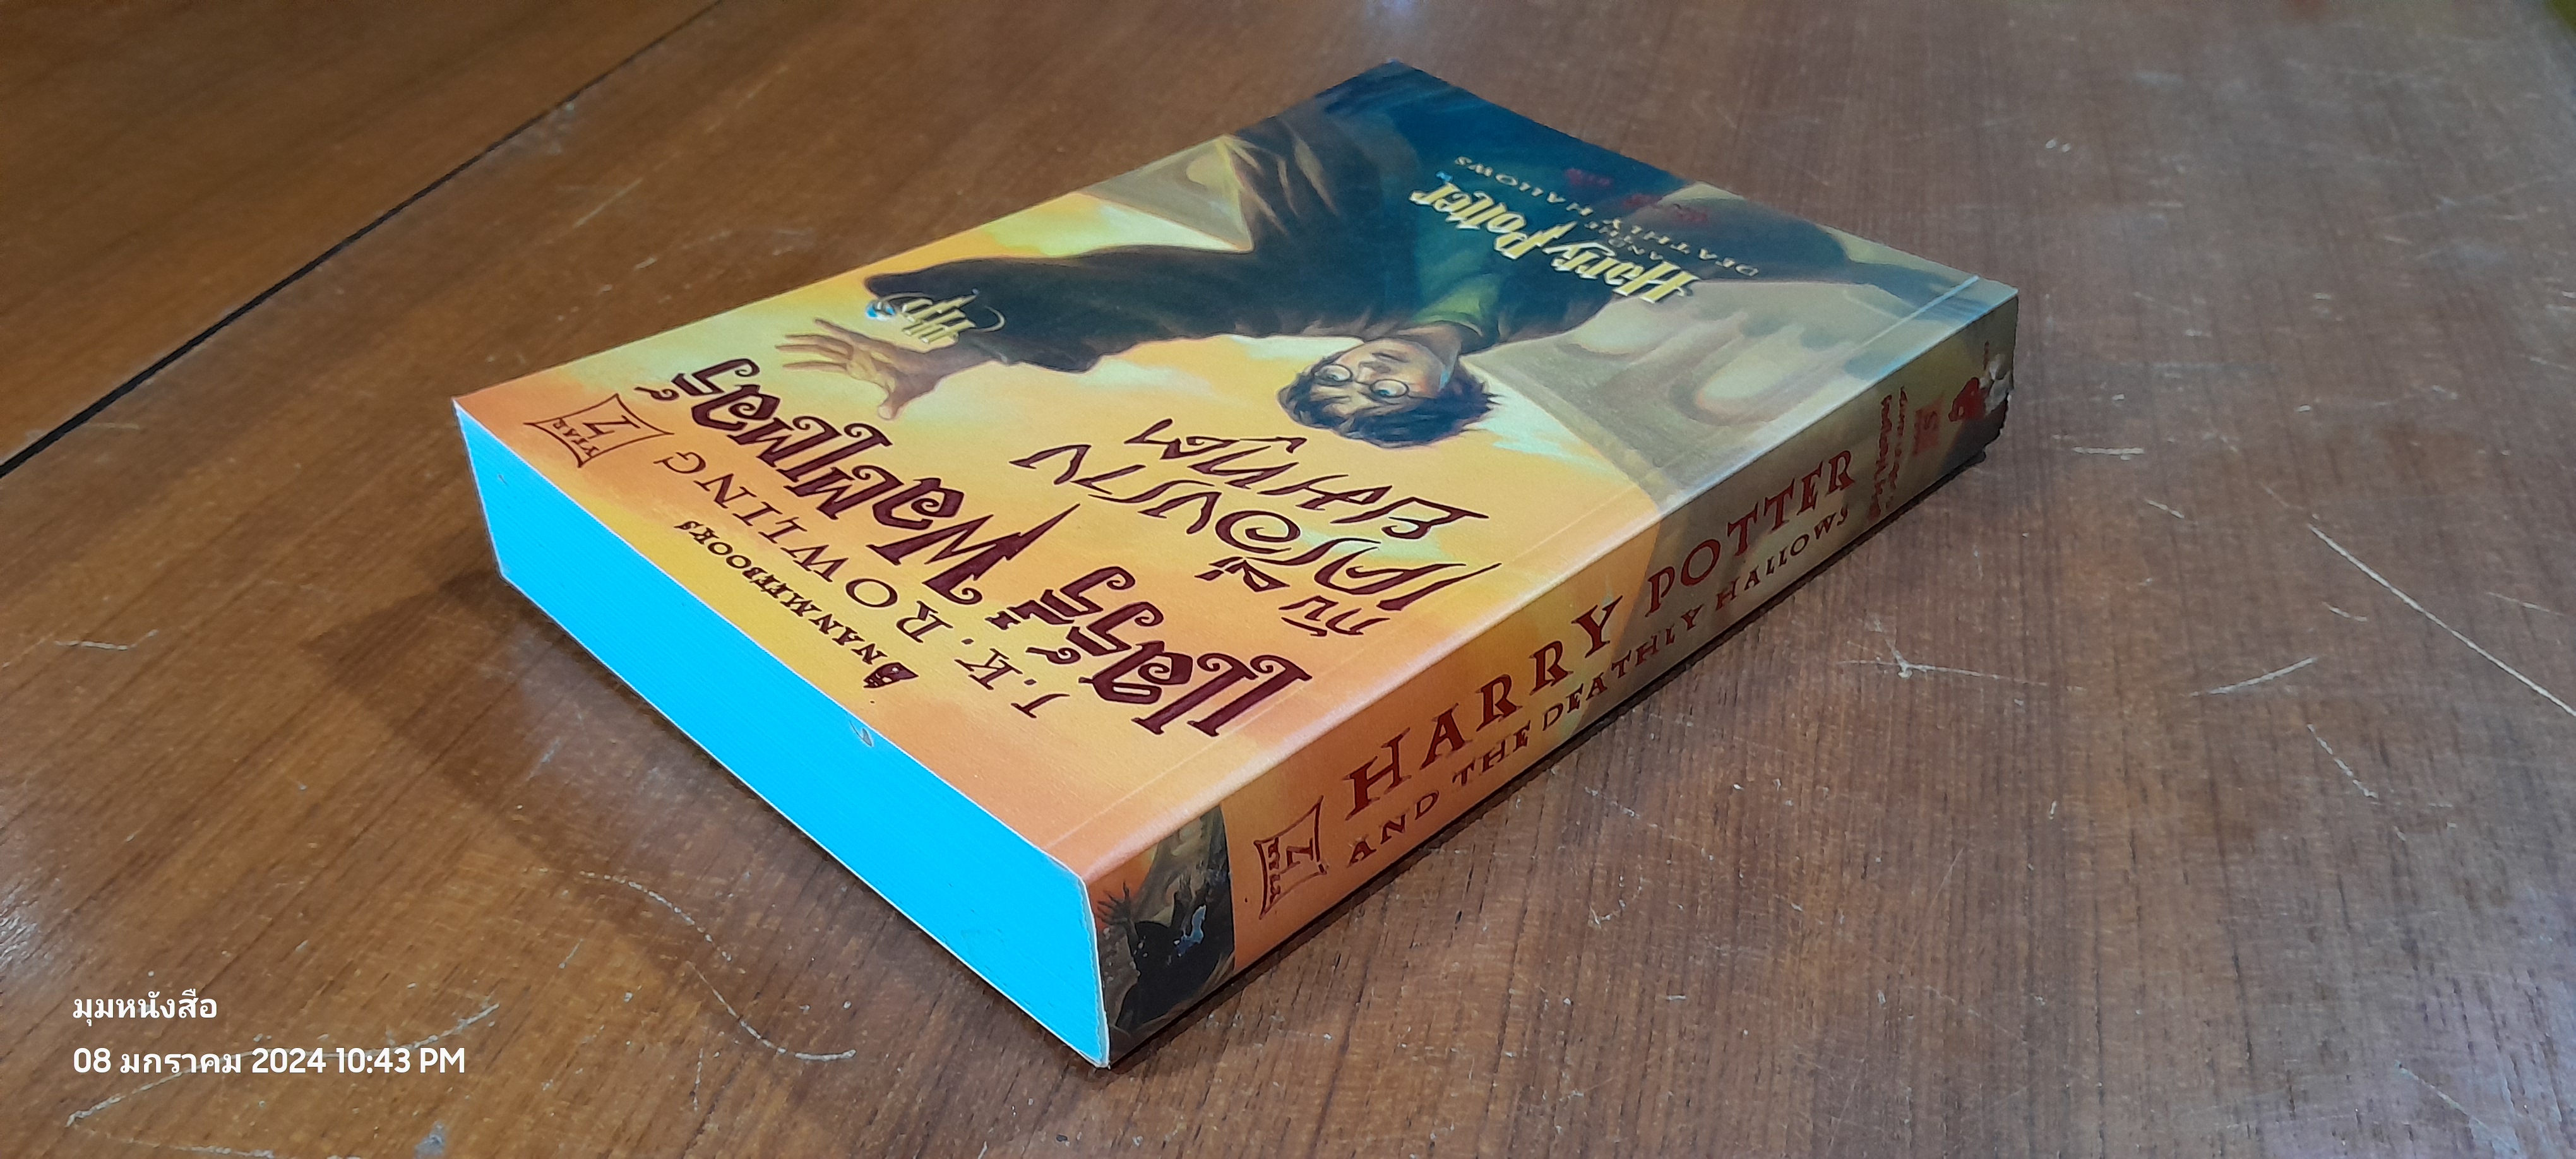 NANMEEBOOKS
J.K. ROWLING
YEAR 7
แฮร์รี่ พอตเตอร์
กับ
เครื่องราง
ยมทูต
Harry Potter
AND THE
DEATHLY HALLOWS
7
HARRY POTTER
AND THE DEATHLY HALLOWS
มุมหนังสือ
08 มกราคม 2024 10:43 PM